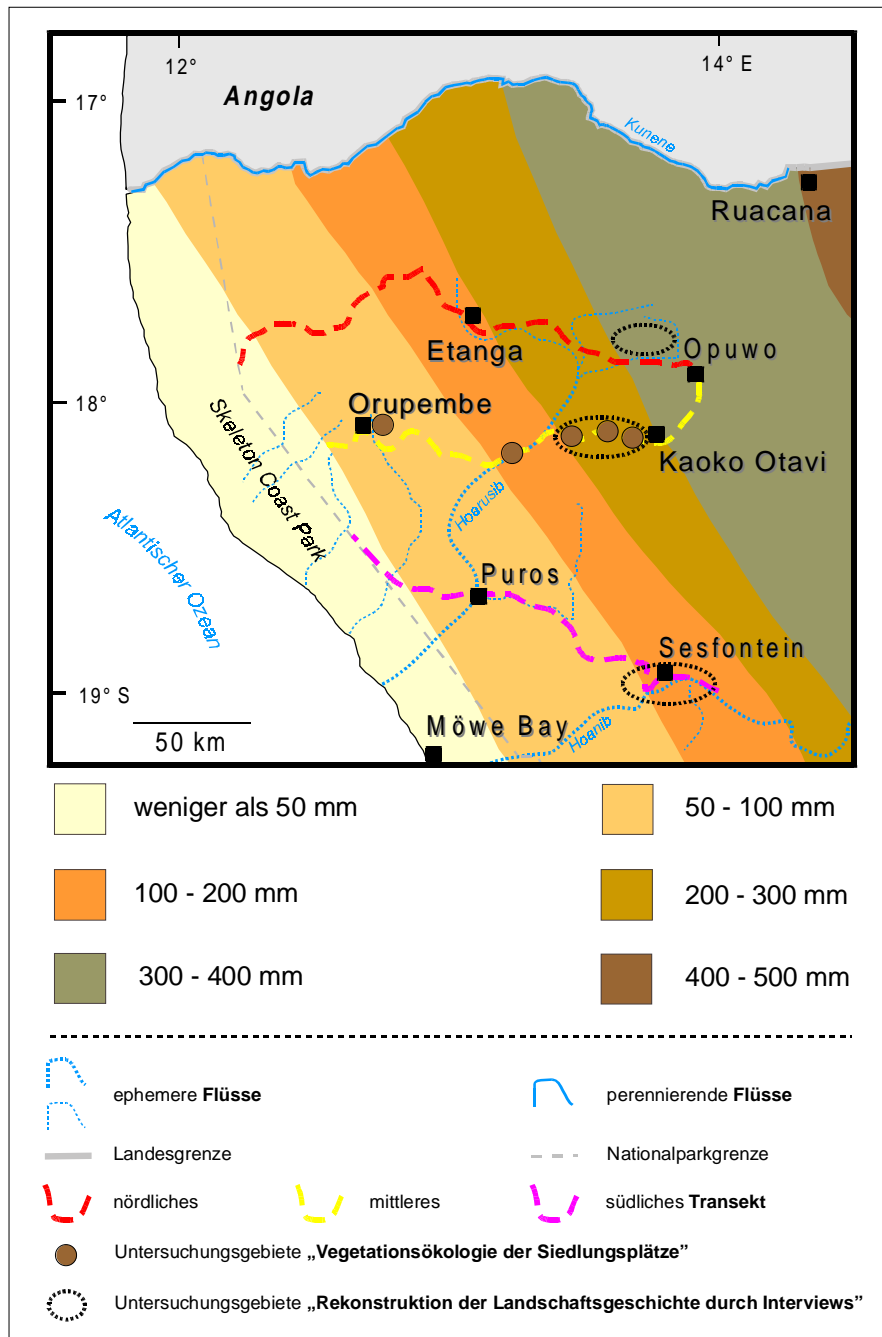 12°
14° E
17°
Angola
Kunene
Ruacana
Etanga
Opuwo
18°
Orupembe
Kaoko Otavi
Skeleton Coast Park
Hoarusib
Atlantischer Ozean
Puros
Sesfontein
19° S
50 km
Möwe Bay
Hoanib
weniger als 50 mm
50 - 100 mm
100 - 200 mm
200 - 300 mm
300 - 400 mm
400 - 500 mm
ephemere Flüsse
perennierende Flüsse
Landesgrenze
Nationalparkgrenze
nördliches
mittleres
südliches Transekt
Untersuchungsgebiete „Vegetationsökologie der Siedlungsplätze”
Untersuchungsgebiete „Rekonstruktion der Landschaftsgeschichte durch Interviews”